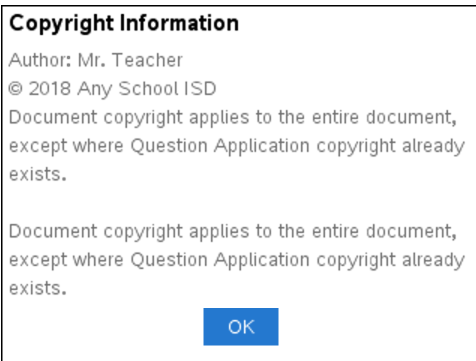 Copyright Information
Author: Mr. Teacher
© 2018 Any School ISD
Document copyright applies to the entire document,
except where Question Application copyright already
exists.
Document copyright applies to the entire document,
except where Question Application copyright already
exists.
OK